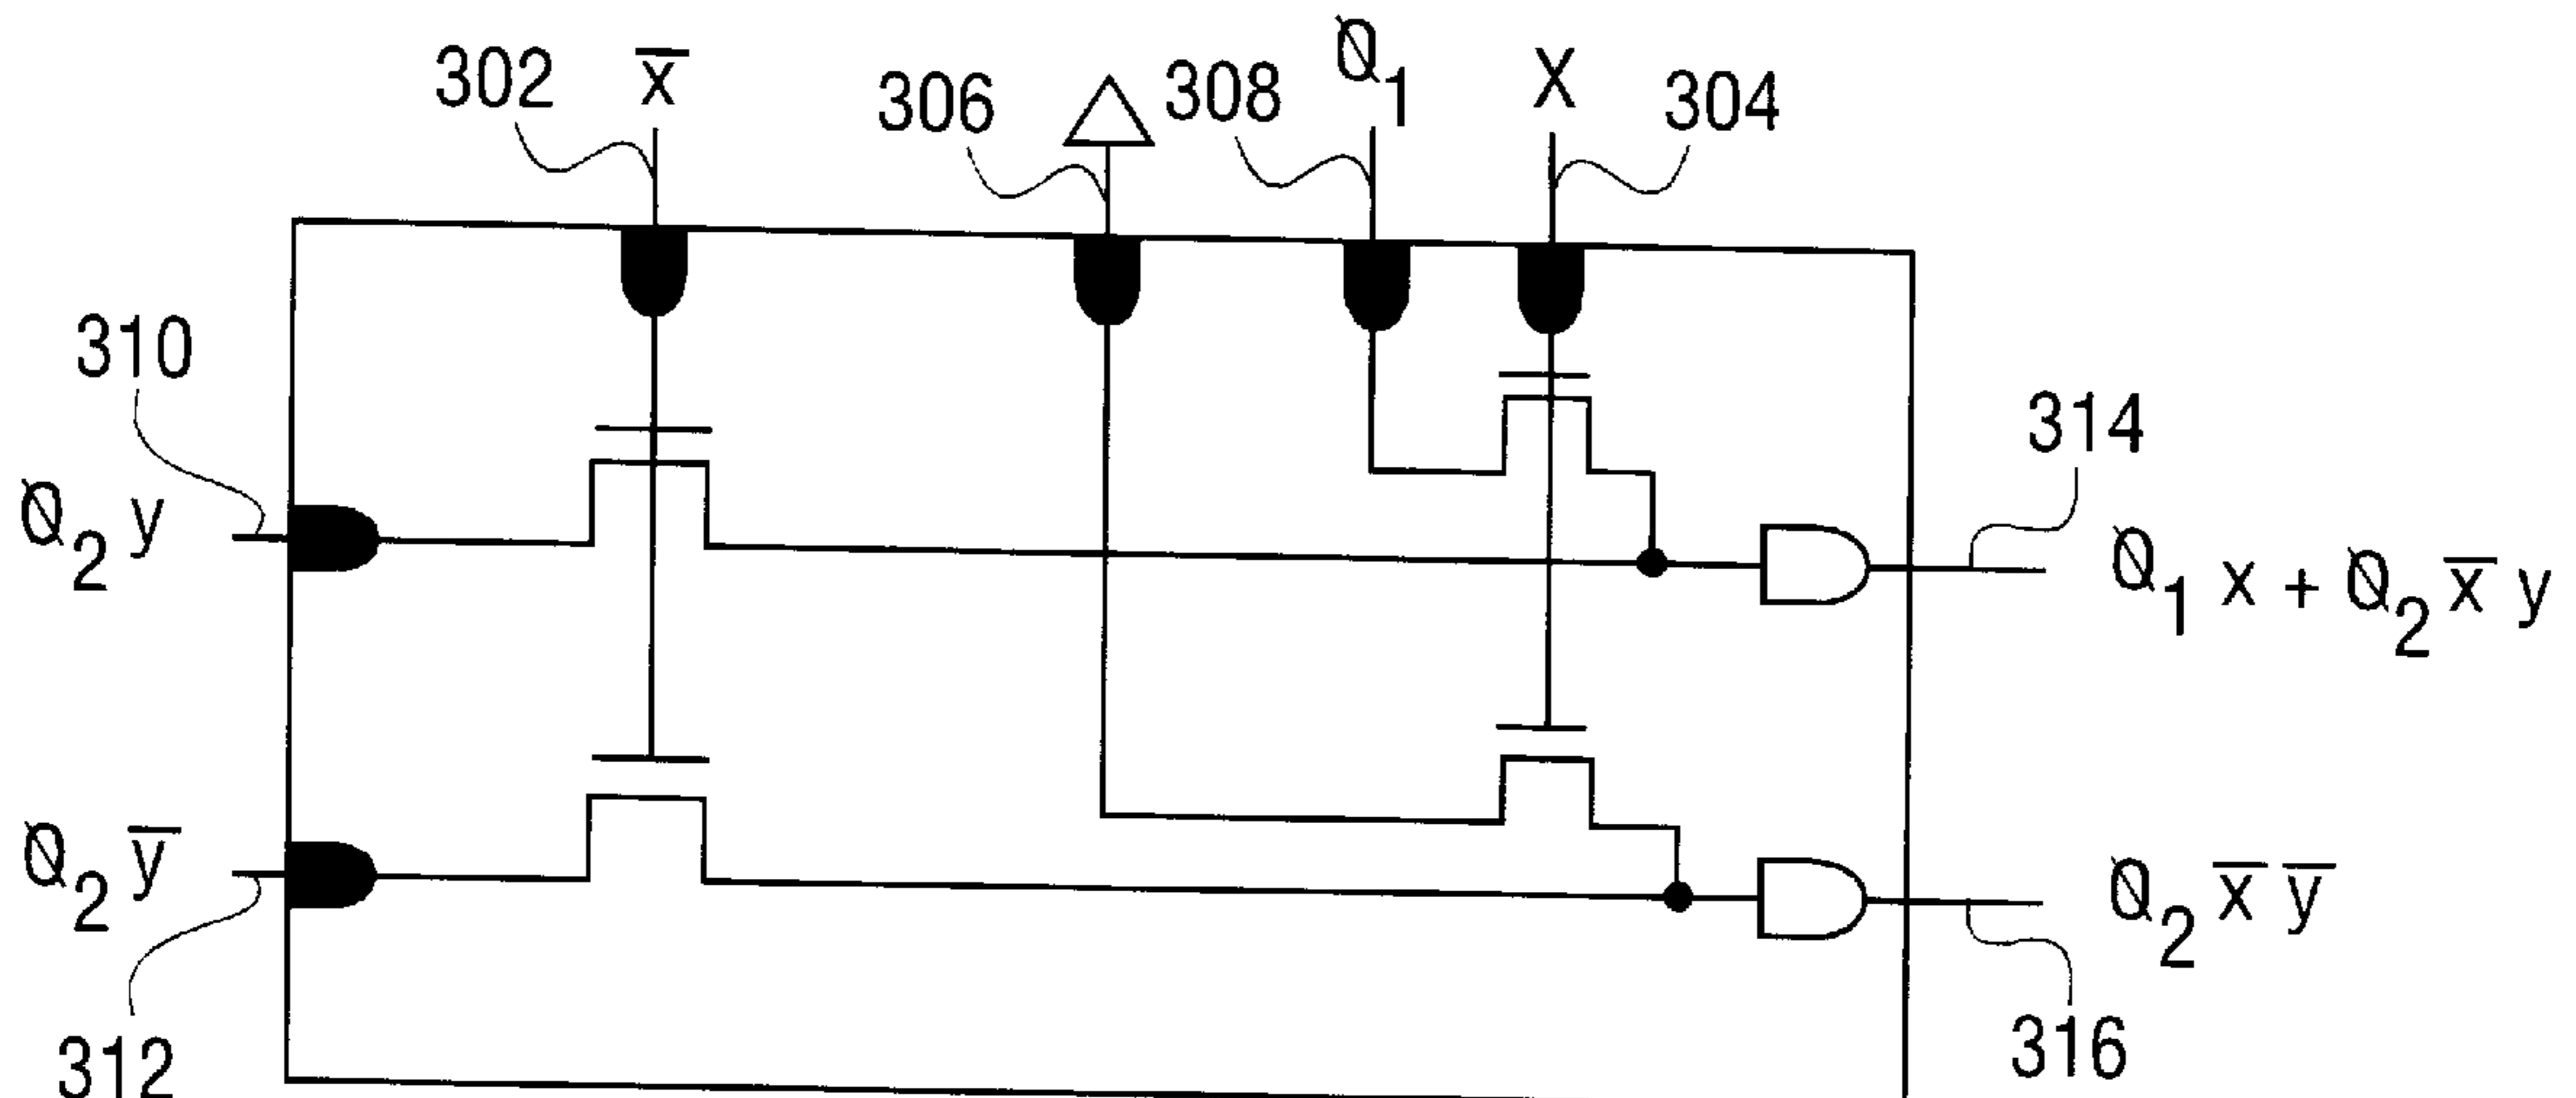 302 x̅ 306 308 Ø₁ X 304
310
Ø₂ y
314
Ø₁ x + Ø₂ x̅ y
Ø₂ y̅
Ø₂ x̅ y̅
312
316